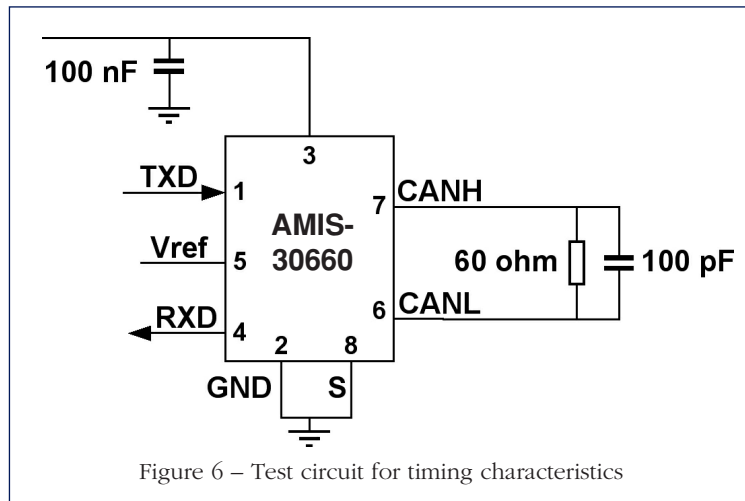 100 nF
3
TXD
1
7
CANH
AMIS-
30660
Vref
5
60 ohm
100 pF
RXD
4
6
CANL
2
8
GND
S
Figure 6 – Test circuit for timing characteristics